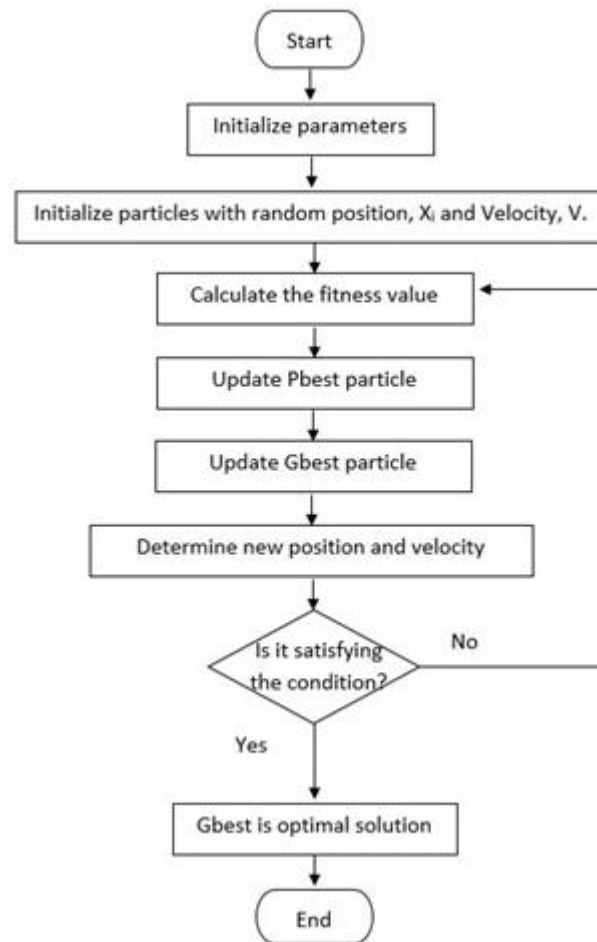 Start
Initialize parameters
Initialize particles with random position, Xᵢ and Velocity, V.
Calculate the fitness value
Update Pbest particle
Update Gbest particle
Determine new position and velocity
Is it satisfying
the condition?
No
Yes
Gbest is optimal solution
End